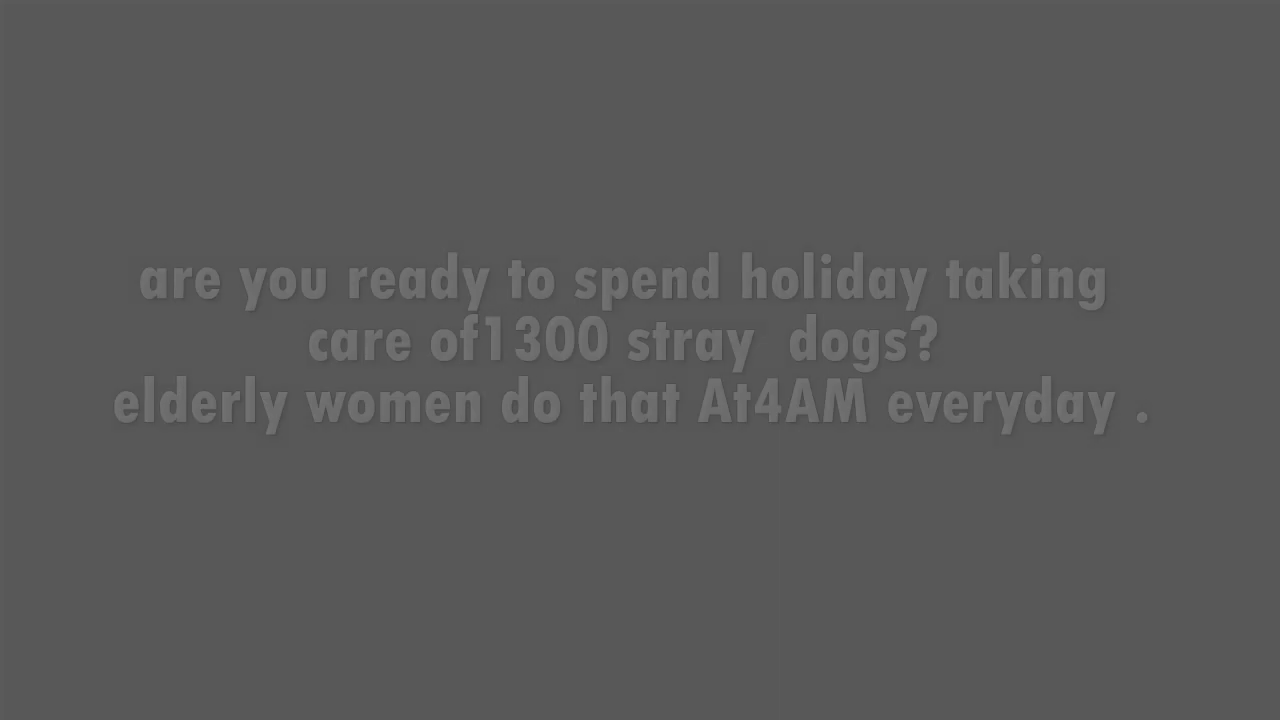 are you ready to spend holiday taking
care of1300 stray  dogs?
elderly women do that At4AM everyday .